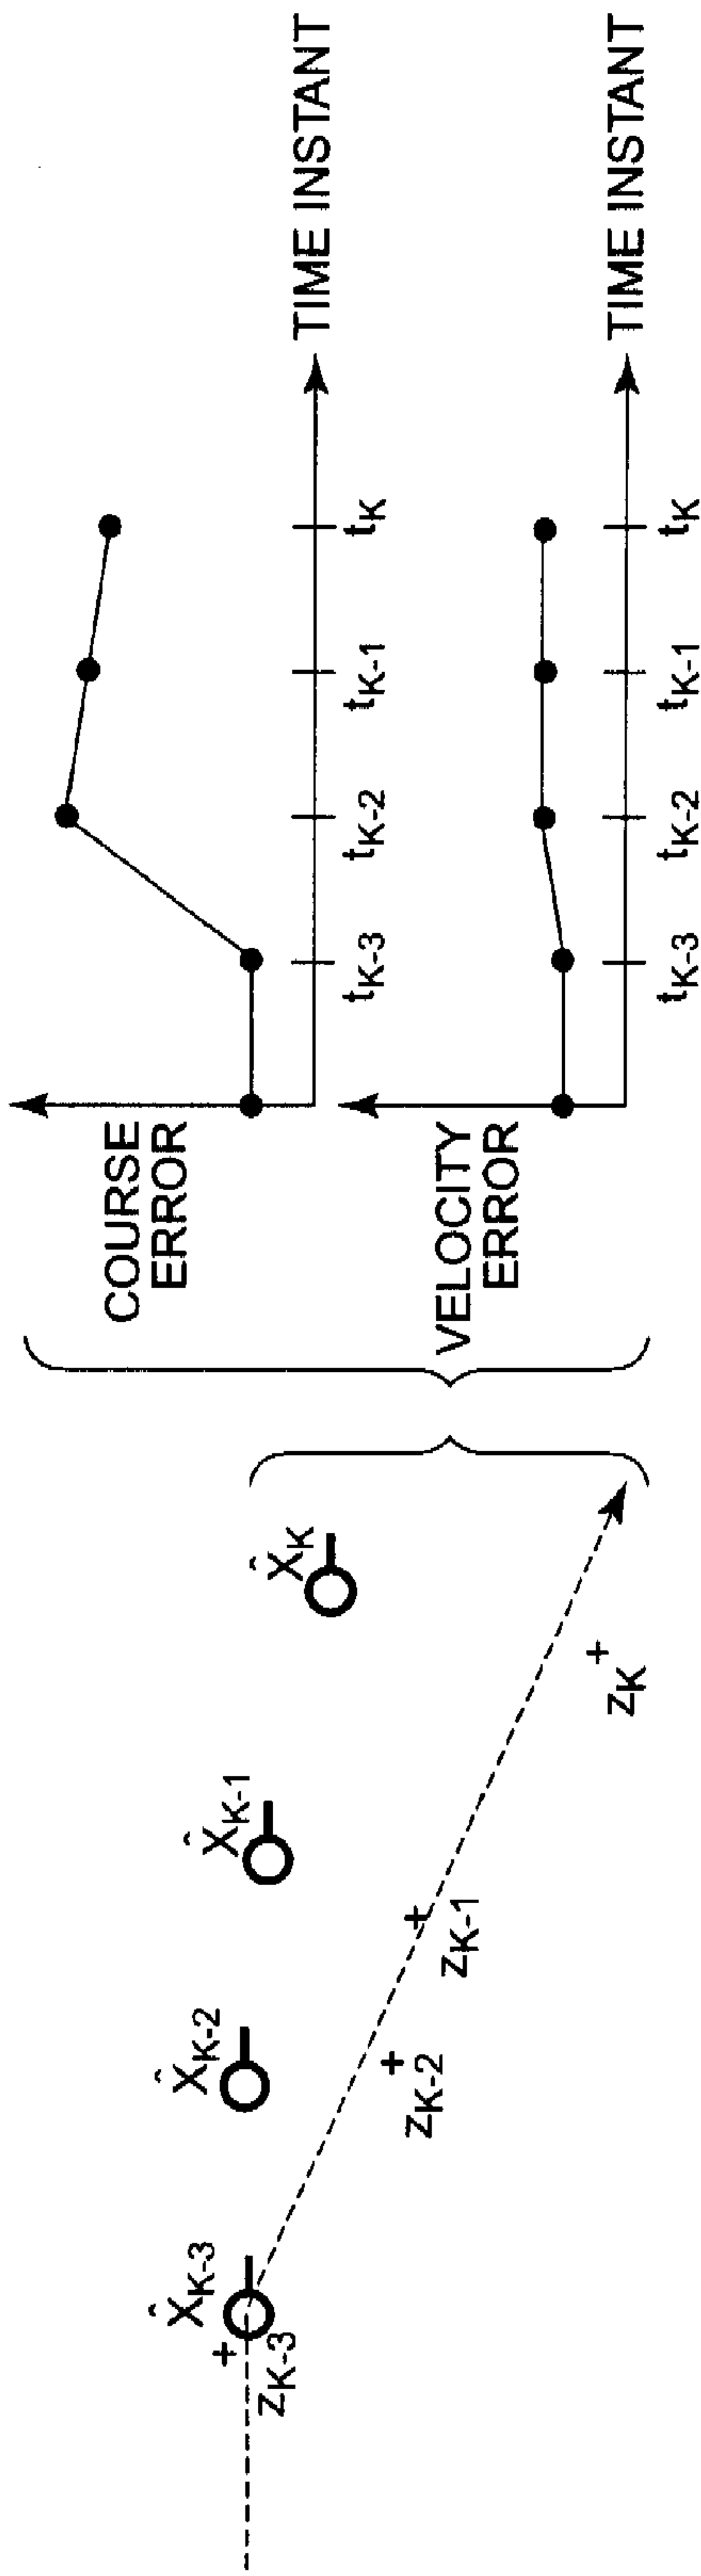 COURSE
ERROR
t_K-3 t_K-2 t_K-1 t_K
TIME INSTANT
VELOCITY
ERROR
t_K-3 t_K-2 t_K-1 t_K
TIME INSTANT
x̂_K-3
x̂_K-2
x̂_K-1
x̂_K
z_K-3
z_K-2
z_K-1
z_K